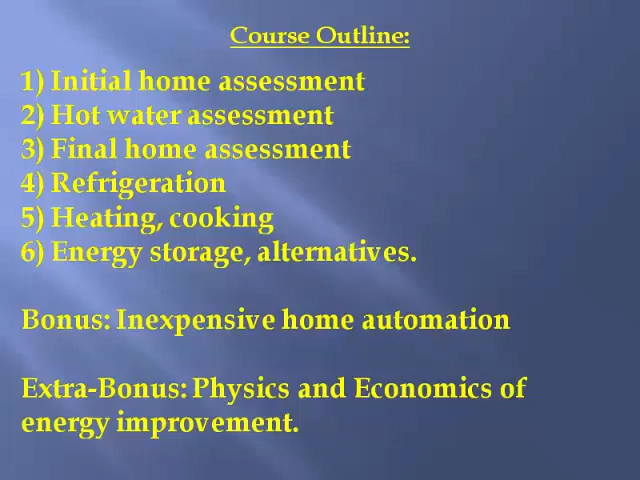 Course Outline:
1) Initial home assessment
2) Hot water assessment
3) Final home assessment
4) Refrigeration
5) Heating, cooking
6) Energy storage, alternatives.
Bonus: Inexpensive home automation
Extra-Bonus: Physics and Economics of
energy improvement.